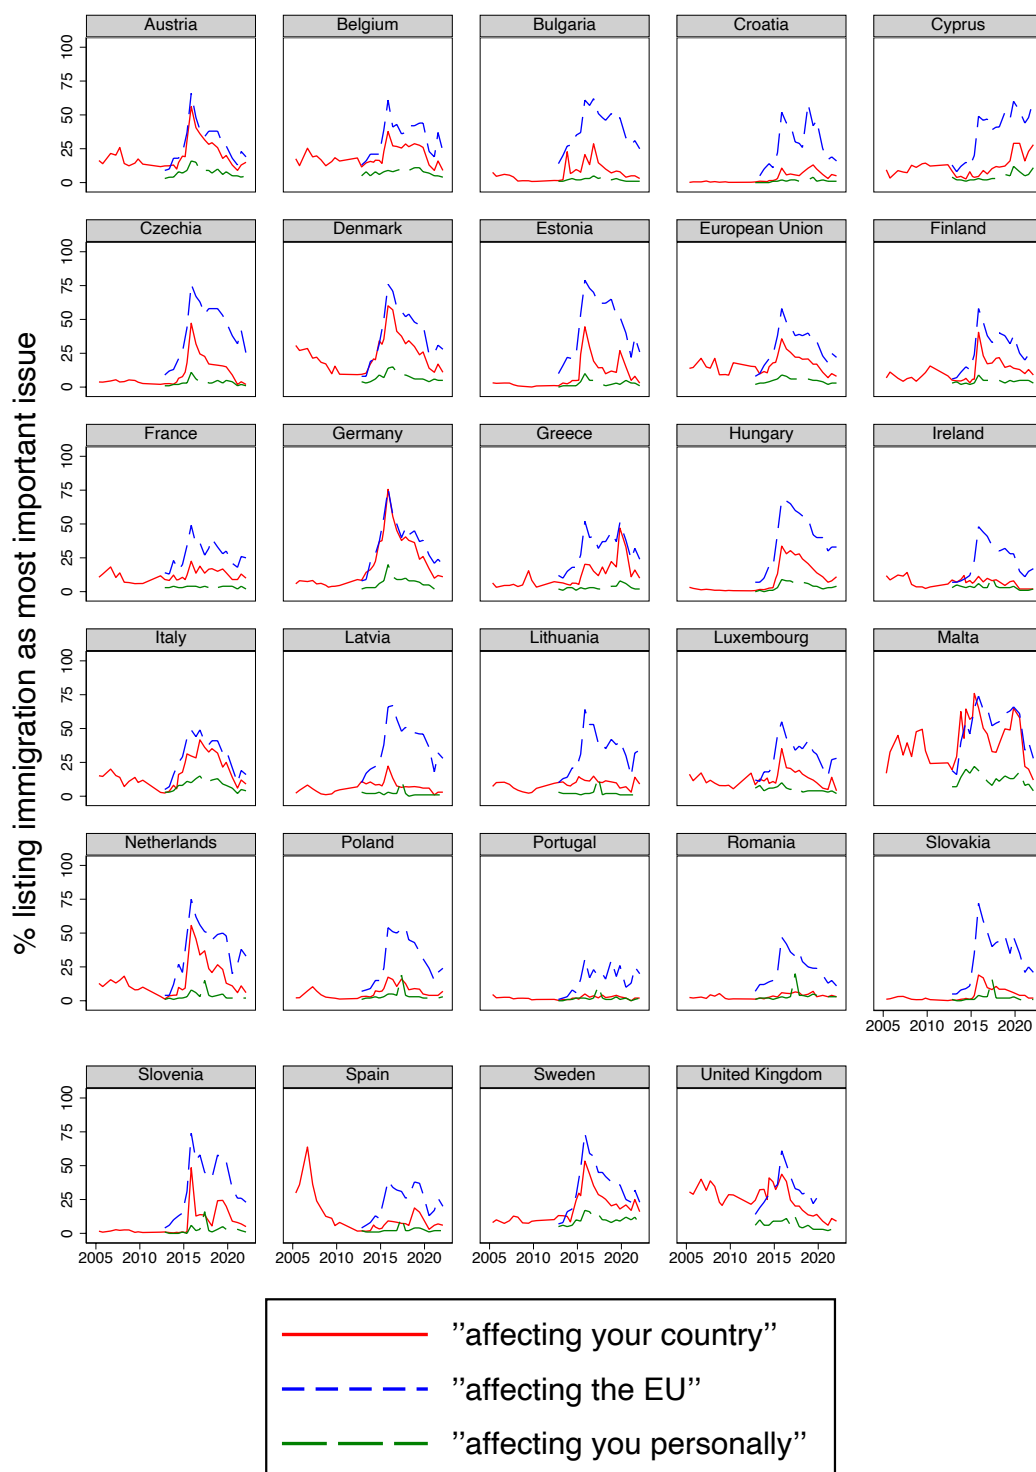 Austria Belgium Bulgaria Croatia Cyprus
100
75
50
25
0
Czechia Denmark Estonia European Union Finland
100
75
50
25
0
% listing immigration as most important issue
France Germany Greece Hungary Ireland
100
75
50
25
0
Italy Latvia Lithuania Luxembourg Malta
100
75
50
25
0
Netherlands Poland Portugal Romania Slovakia
100
75
50
25
0
2005 2010 2015 2020
Slovenia Spain Sweden United Kingdom
100
75
50
25
0
2005 2010 2015 2020 2005 2010 2015 2020 2005 2010 2015 2020 2005 2010 2015 2020
”affecting your country”
”affecting the EU”
”affecting you personally”